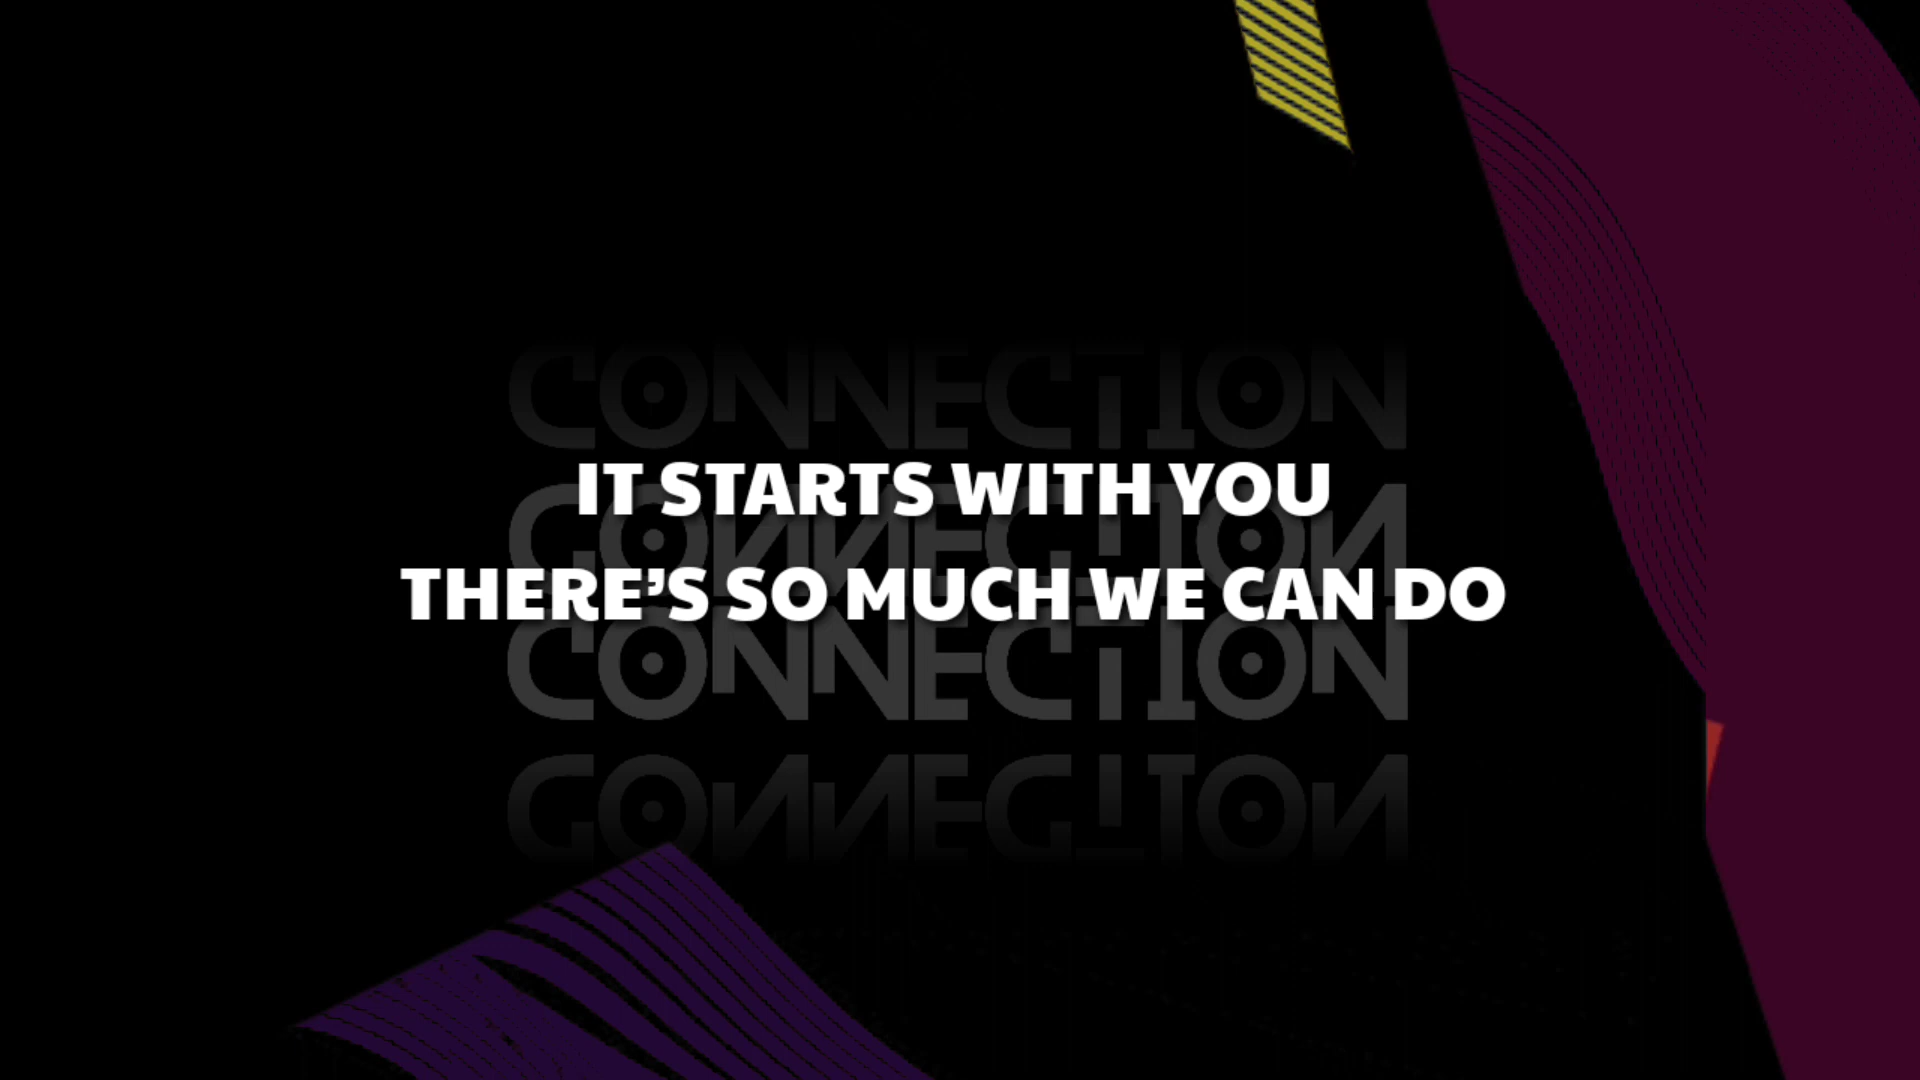 CONNECTION
IT STARTS WITH YOU
CONNECTION
THERE’S SO MUCH WE CAN DO
CONNECTION
CONNECTION